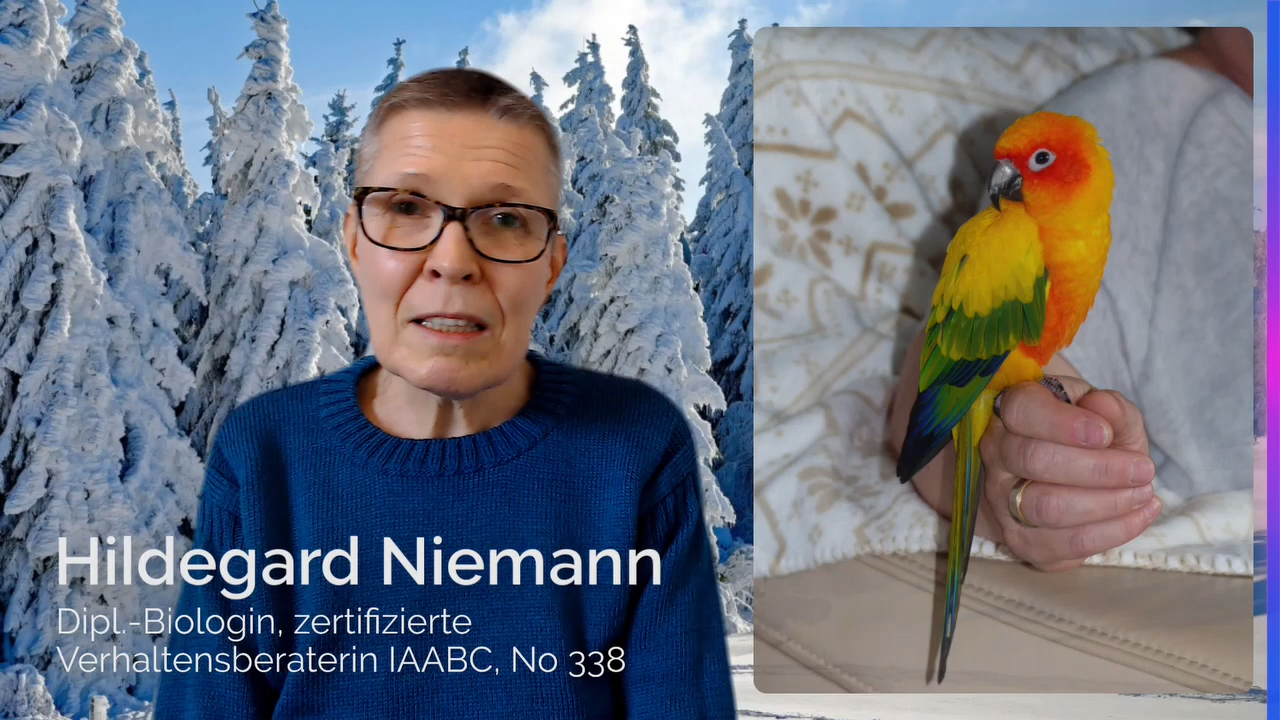 Hildegard Niemann
Dipl.-Biologin, zertifizierte
Verhaltensberaterin IAABC, No 338